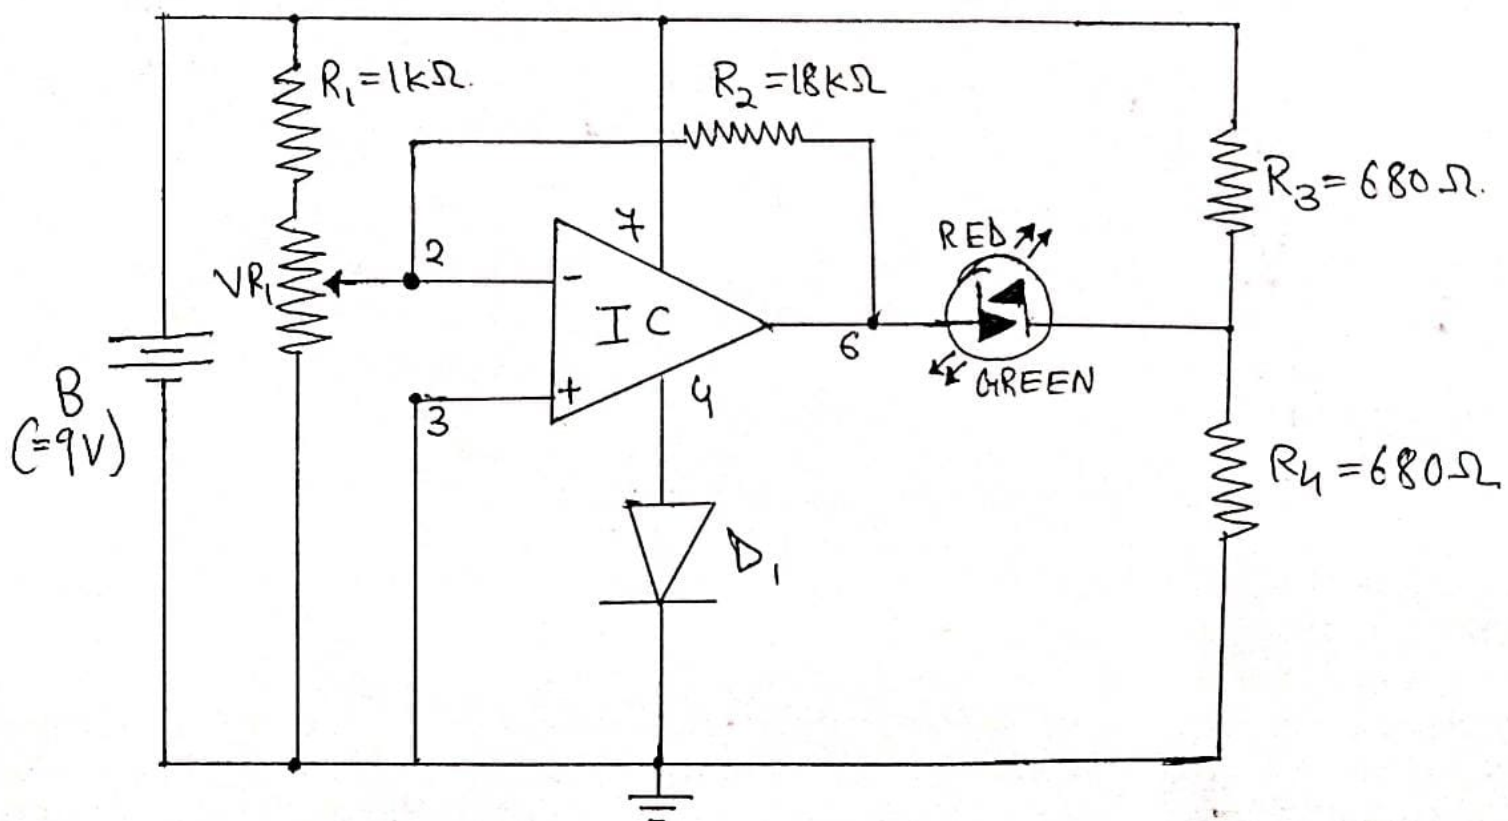 R1=1kΩ.
R2=18kΩ
R3=680Ω.
7
2
RED
VR1
-
IC
6
B
(=9V)
+
3
4
GREEN
R4=680Ω
D1